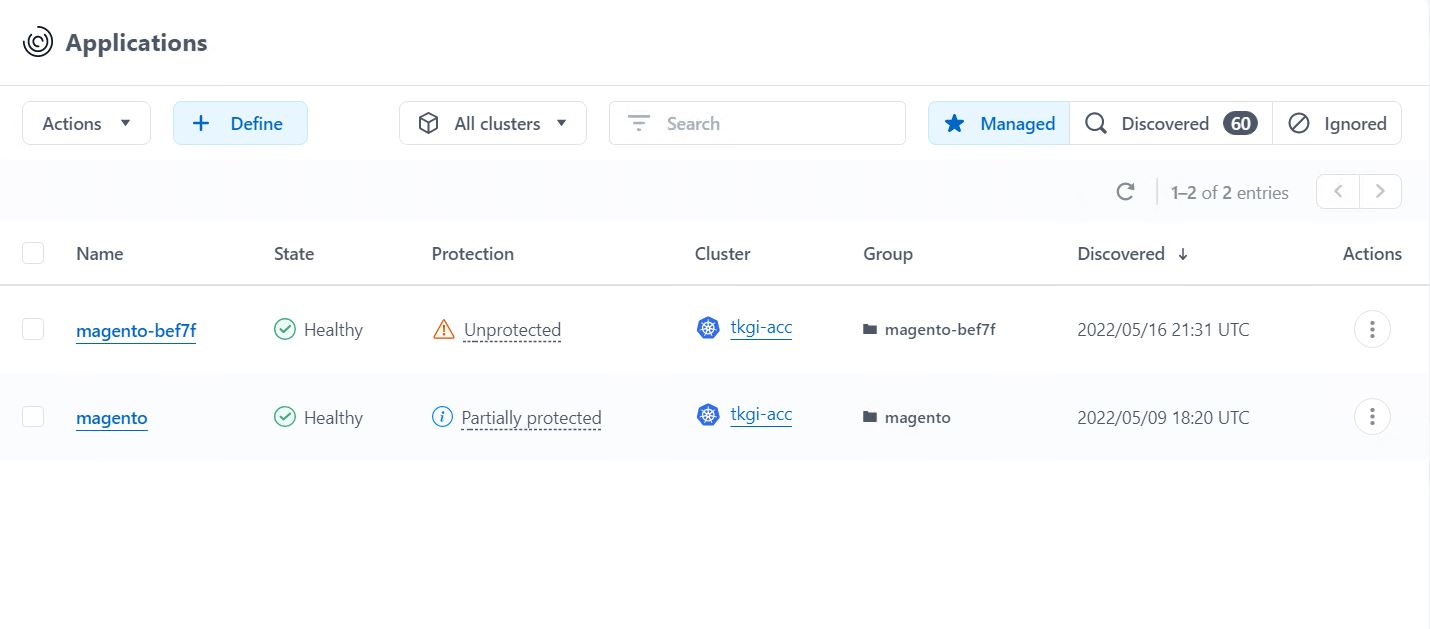 Applications
Actions Define All clusters Search Managed Discovered 60 Ignored
1–2 of 2 entries
Name State Protection Cluster Group Discovered ↓ Actions
magento-bef7f Healthy Unprotected tkgi-acc magento-bef7f 2022/05/16 21:31 UTC
magento Healthy Partially protected tkgi-acc magento 2022/05/09 18:20 UTC